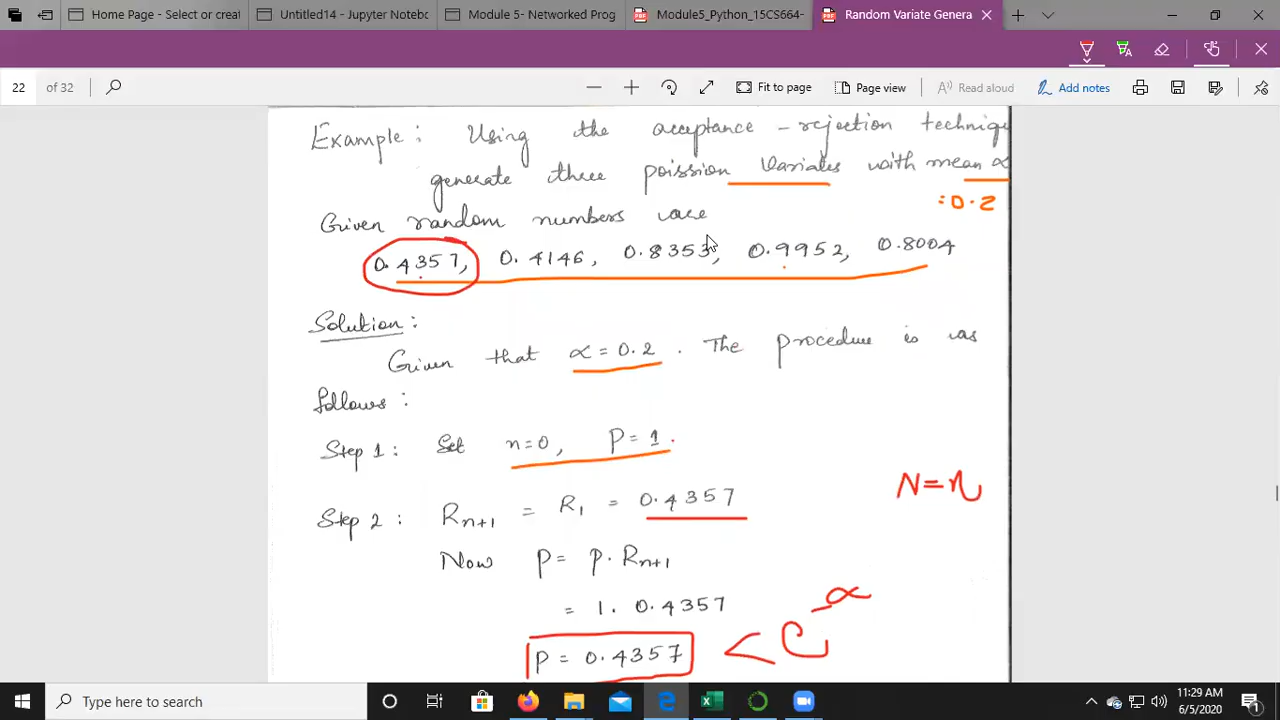 Home Page - Select or creat
Untitled14 - Jupyter Notebo
Module 5- Networked Prog
Module5_Python_15CS664-
Random Variate Genera
22 of 32
Fit to page
Page view
Read aloud
Add notes
Example: Using the acceptance - rejection techniqu
generate three poission Variates with mean α
= 0.2
Given random numbers are
0.4357, 0.4146, 0.8353, 0.9952, 0.8004
Solution:
Given that α = 0.2 . The procedure is as
follows:
Step 1: Set n=0, P=1.
N=n
Step 2: Rn+1 = R1 = 0.4357
Now P= P. Rn+1
= 1. 0.4357
P = 0.4357 < e^-α
Type here to search
11:29 AM
6/5/2020
1